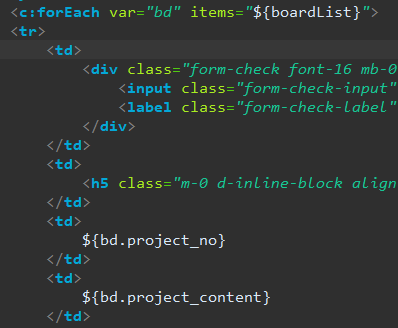 <c:forEach var="bd" items="${boardList}">
<tr>
<td>
<div class="form-check font-16 mb-0
<input class="form-check-input"
<label class="form-check-label"
</div>
</td>
<td>
<h5 class="m-0 d-inline-block align
</td>
<td>
${bd.project_no}
</td>
<td>
${bd.project_content}
</td>